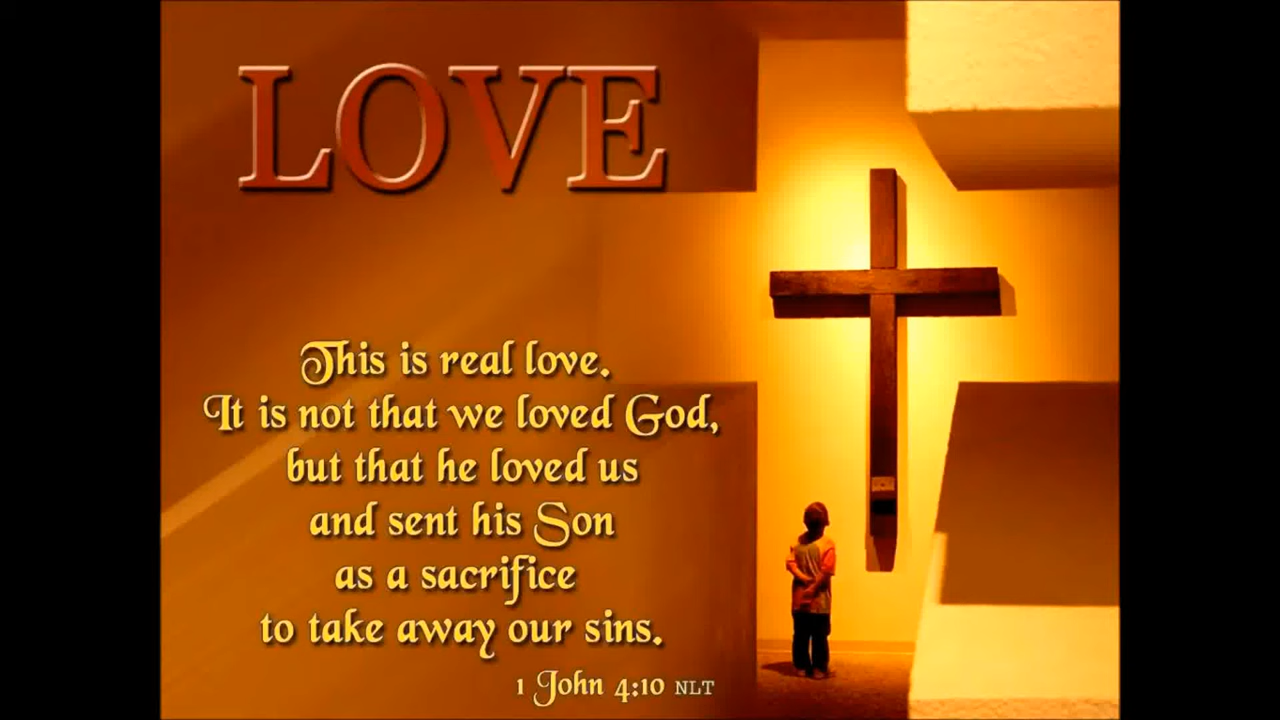 LOVE
This is real love.
It is not that we loved God,
but that he loved us
and sent his Son
as a sacrifice
to take away our sins.
1 John 4:10 NLT